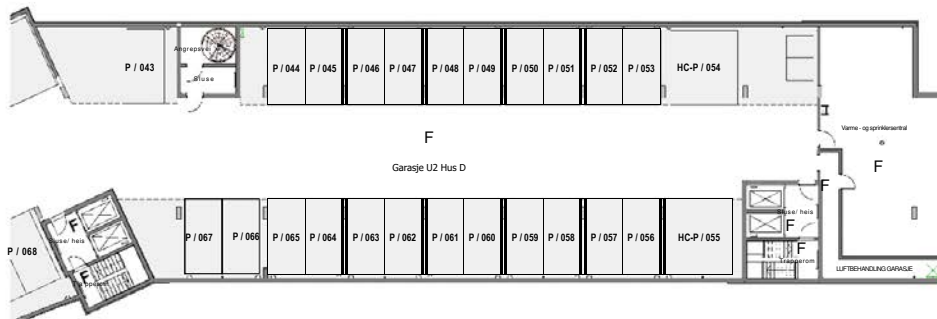 Angrepsvei
P / 043
Sluse
P / 044
P / 045
P / 046
P / 047
P / 048
P / 049
P / 050
P / 051
P / 052
P / 053
HC-P / 054
F
Varme - og sprinklersentral
F
Garasje U2 Hus D
F
P / 068
F
Sluse/ heis
F
Trapperom
P / 067
P / 066
P / 065
P / 064
P / 063
P / 062
P / 061
P / 060
P / 059
P / 058
P / 057
P / 056
HC-P / 055
Sluse/ heis
F
F
Trapperom
LUFTBEHANDLING GARASJE